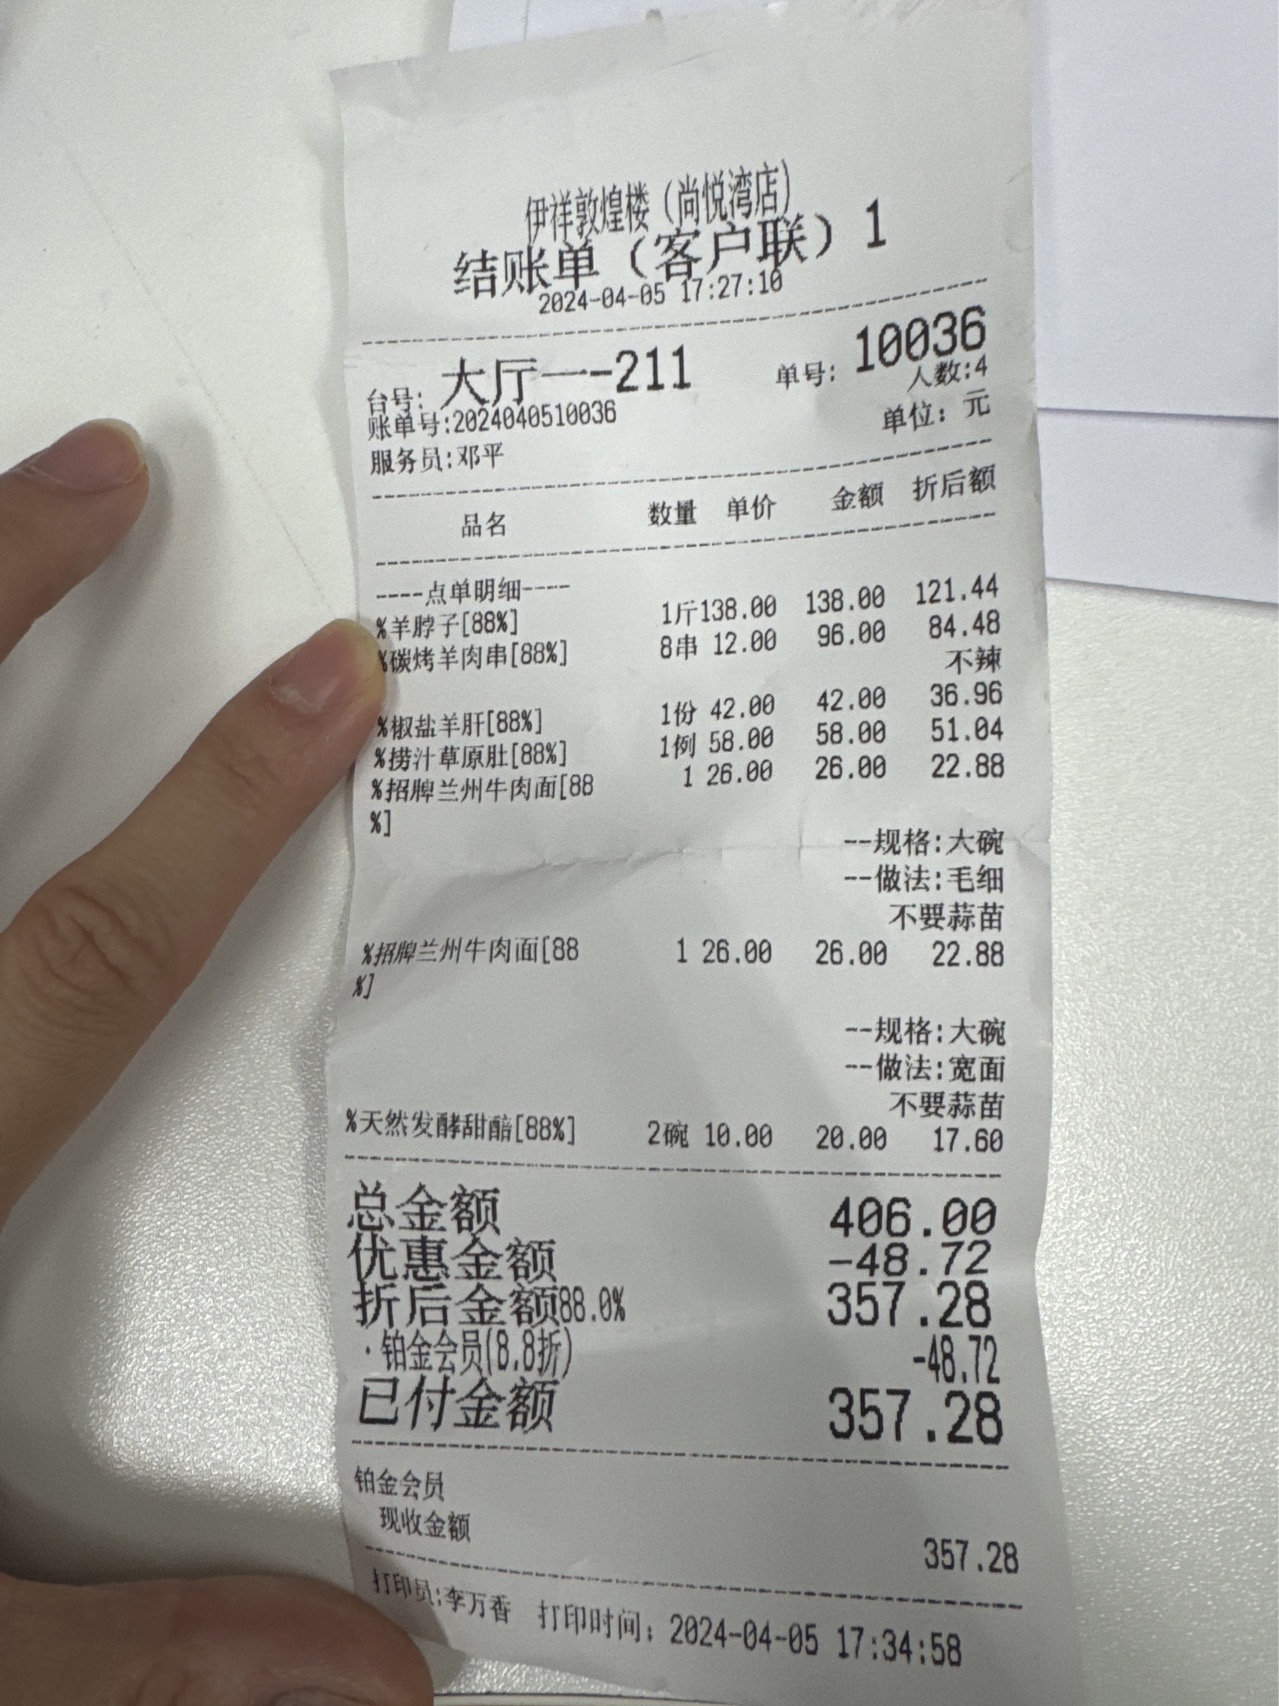 伊祥敦煌楼（尚悦湾店）
结账单（客户联）1
2024-04-05 17:27:10
台号: 大厅一-211 单号: 10036
账单号:2024040510036 人数:4
服务员:邓平 单位: 元
品名 数量 单价 金额 折后额
----点单明细----
%羊脖子[88%] 1斤138.00 138.00 121.44
%碳烤羊肉串[88%] 8串 12.00 96.00 84.48
不辣
%椒盐羊肝[88%] 1份 42.00 42.00 36.96
%捞汁草原肚[88%] 1例 58.00 58.00 51.04
%招牌兰州牛肉面[88 1 26.00 26.00 22.88
%]
--规格:大碗
--做法:毛细
不要蒜苗
%招牌兰州牛肉面[88 1 26.00 26.00 22.88
%]
--规格:大碗
--做法:宽面
不要蒜苗
%天然发酵甜醅[88%] 2碗 10.00 20.00 17.60
总金额 406.00
优惠金额 -48.72
折后金额88.0% 357.28
·铂金会员(8.8折) -48.72
已付金额 357.28
铂金会员
现收金额 357.28
打印员:李万香 打印时间: 2024-04-05 17:34:58